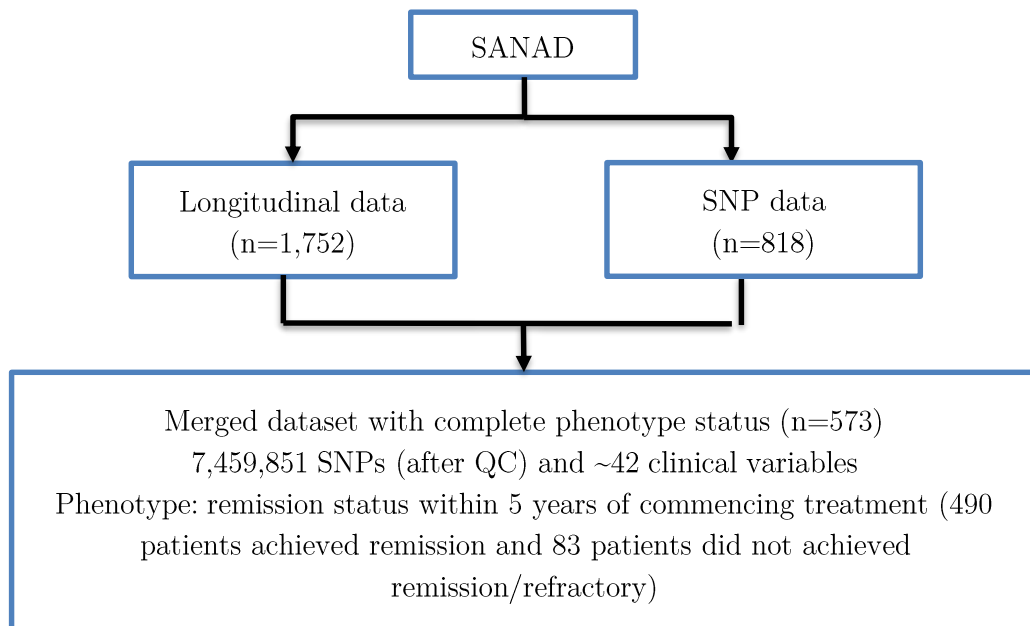 SANAD
Longitudinal data
(n=1,752)
SNP data
(n=818)
Merged dataset with complete phenotype status (n=573)
7,459,851 SNPs (after QC) and ~42 clinical variables
Phenotype: remission status within 5 years of commencing treatment (490
patients achieved remission and 83 patients did not achieved
remission/refractory)